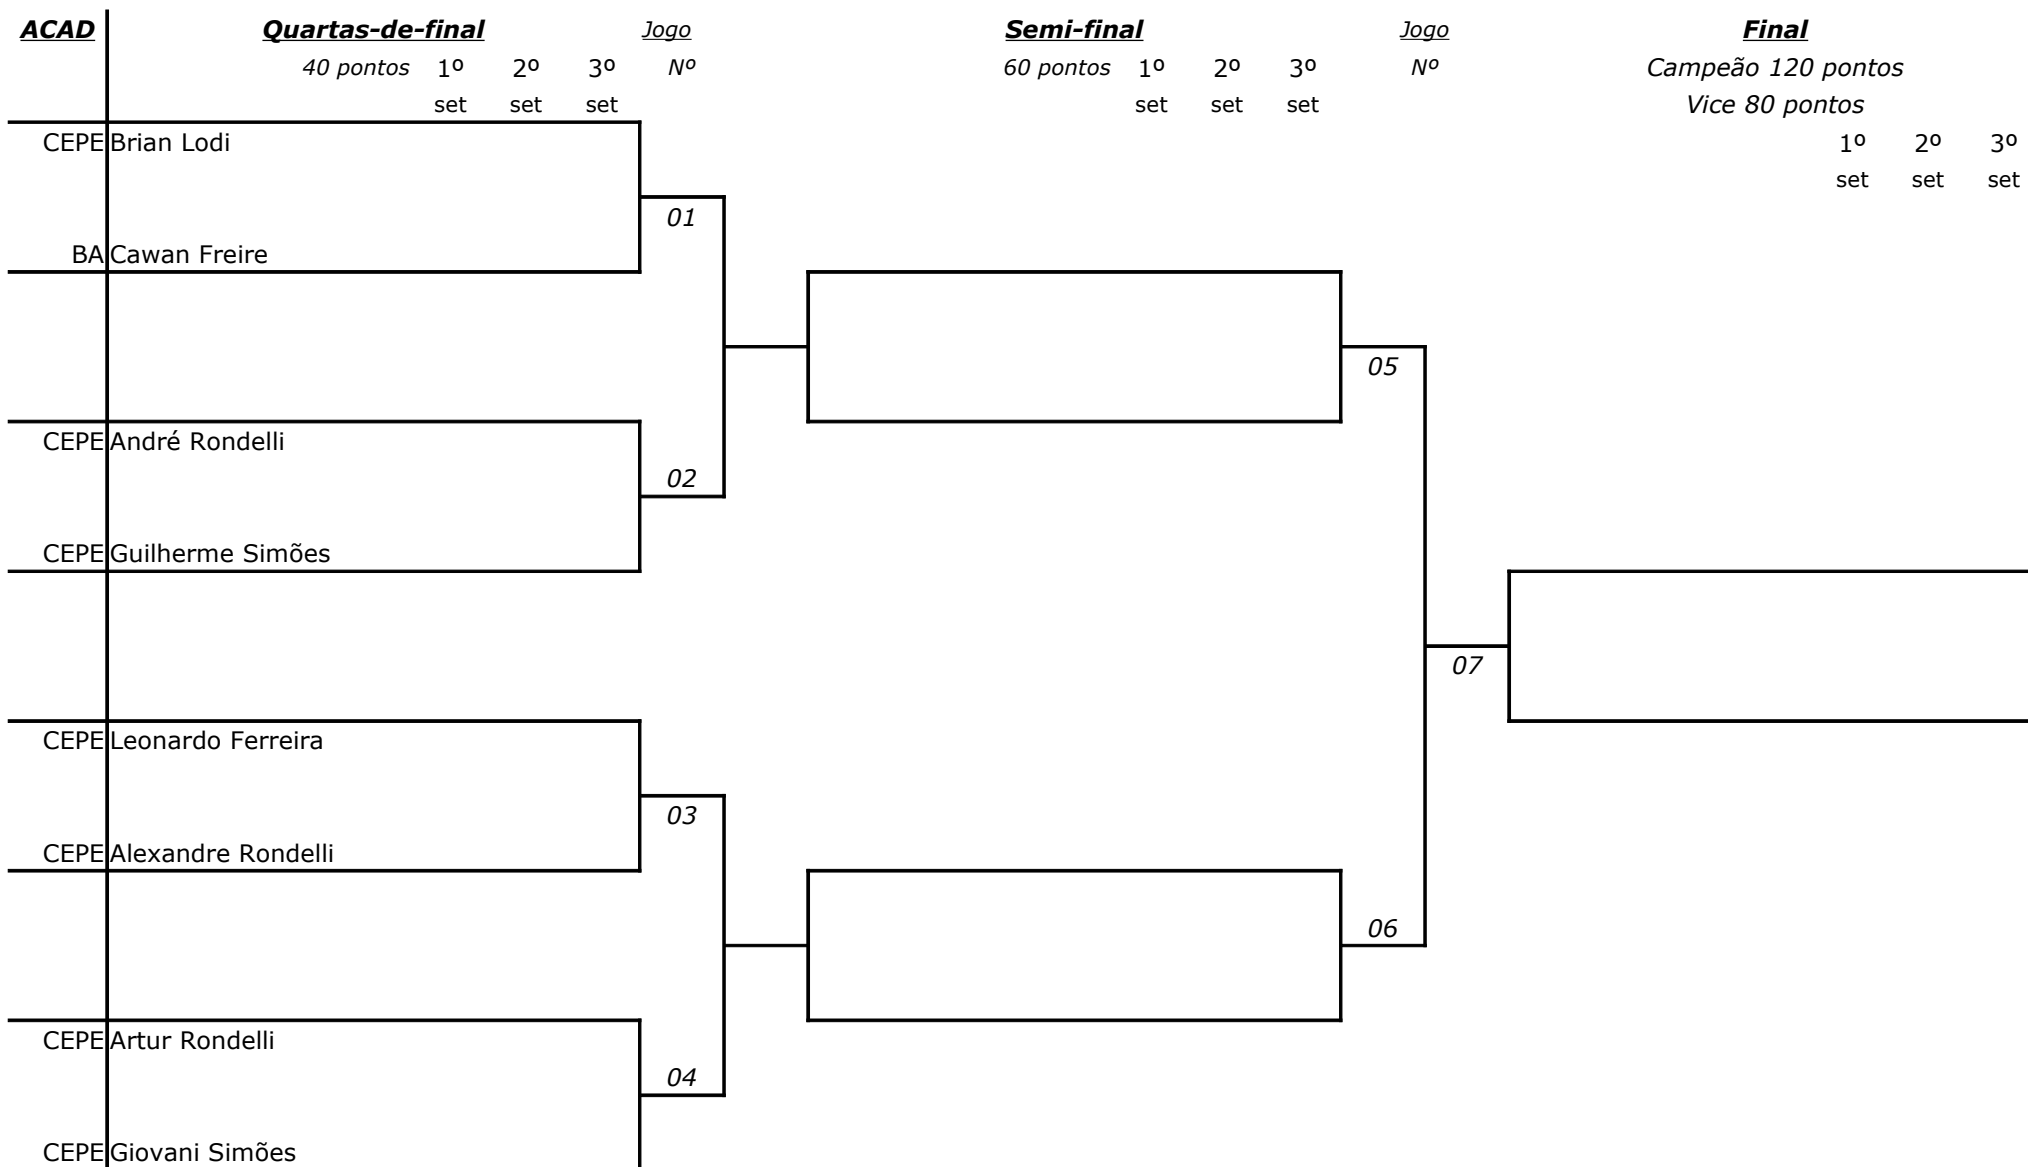 ACAD Quartas-de-final Jogo Semi-final Jogo Final
40 pontos 1º 2º 3º Nº 60 pontos 1º 2º 3º Nº Campeão 120 pontos
set set set set set set Vice 80 pontos
CEPE Brian Lodi 1º 2º 3º
set set set
01
BA Cawan Freire
05
CEPE André Rondelli
02
CEPE Guilherme Simões
07
CEPE Leonardo Ferreira
03
CEPE Alexandre Rondelli
06
CEPE Artur Rondelli
04
CEPE Giovani Simões